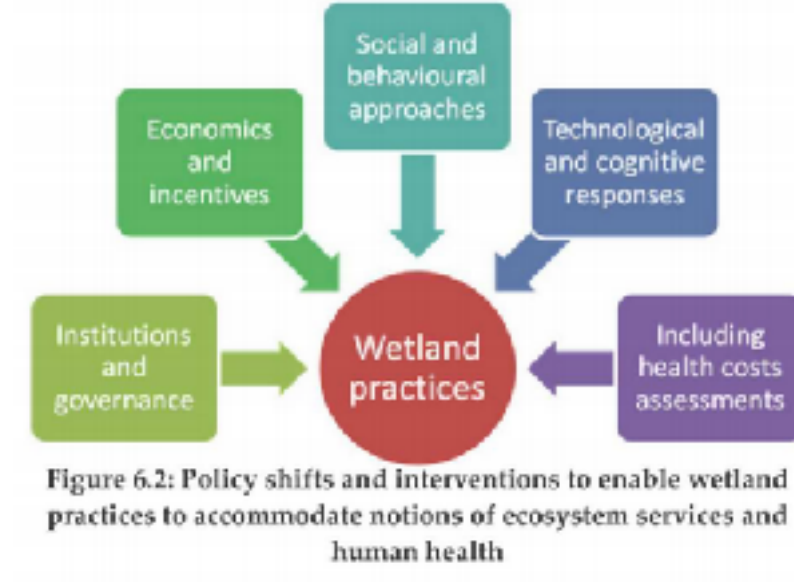 Social and
behavioural
approaches
Economics
and
incentives
Technological
and cognitive
responses
Institutions
and
governance
Wetland
practices
Including
health costs
assessments
Figure 6.2: Policy shifts and interventions to enable wetland
practices to accommodate notions of ecosystem services and
human health